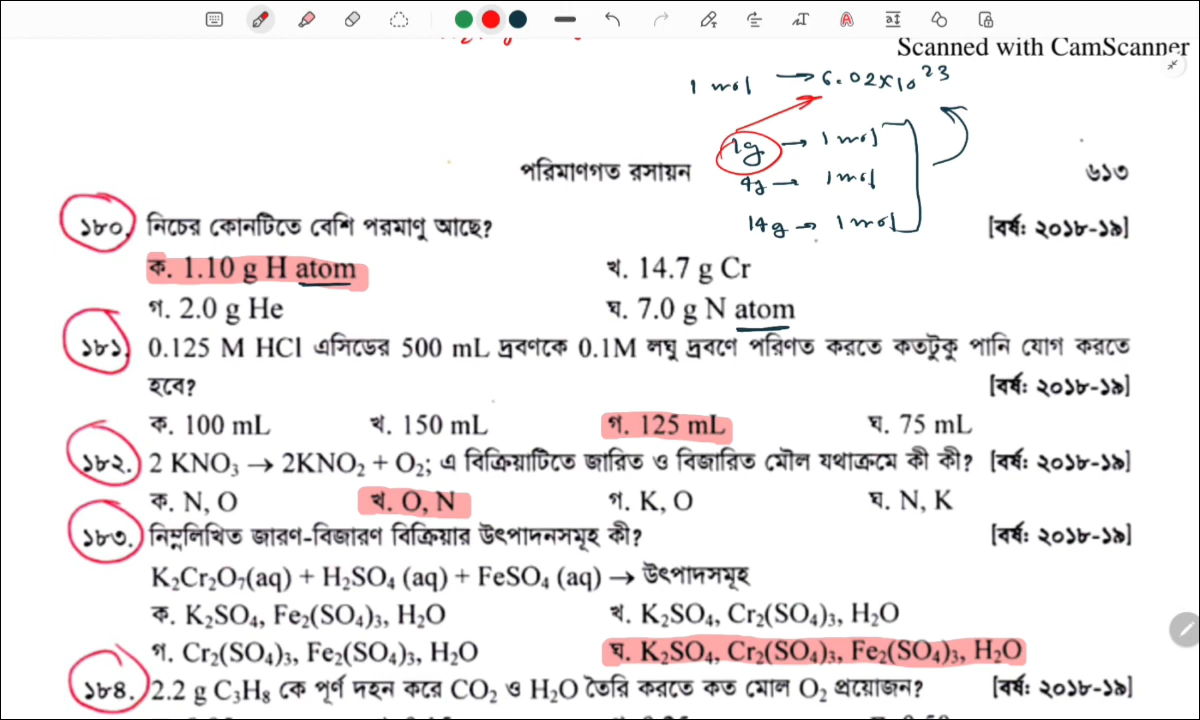 Scanned with CamScanner
1 mol → 6.02×10²³
1g → 1 mol
4g → 1 mol
14g → 1 mol
পরিমাণগত রসায়ন ৬১৩
১৮০. নিচের কোনটিতে বেশি পরমাণু আছে? [বর্ষঃ ২০১৮-১৯]
ক. 1.10 g H atom খ. 14.7 g Cr
গ. 2.0 g He ঘ. 7.0 g N atom
১৮১. 0.125 M HCl এসিডের 500 mL দ্রবণকে 0.1M লঘু দ্রবণে পরিণত করতে কতটুকু পানি যোগ করতে
হবে? [বর্ষঃ ২০১৮-১৯]
ক. 100 mL খ. 150 mL গ. 125 mL ঘ. 75 mL
১৮২. 2 KNO₃ → 2KNO₂ + O₂; এ বিক্রিয়াটিতে জারিত ও বিজারিত মৌল যথাক্রমে কী কী? [বর্ষঃ ২০১৮-১৯]
ক. N, O খ. O, N গ. K, O ঘ. N, K
১৮৩. নিম্নলিখিত জারণ-বিজারণ বিক্রিয়ার উৎপাদনসমূহ কী? [বর্ষঃ ২০১৮-১৯]
K₂Cr₂O₇(aq) + H₂SO₄ (aq) + FeSO₄ (aq) → উৎপাদসমূহ
ক. K₂SO₄, Fe₂(SO₄)₃, H₂O খ. K₂SO₄, Cr₂(SO₄)₃, H₂O
গ. Cr₂(SO₄)₃, Fe₂(SO₄)₃, H₂O ঘ. K₂SO₄, Cr₂(SO₄)₃, Fe₂(SO₄)₃, H₂O
১৮৪. 2.2 g C₃H₈ কে পূর্ণ দহন করে CO₂ ও H₂O তৈরি করতে কত মোল O₂ প্রয়োজন? [বর্ষঃ ২০১৮-১৯]